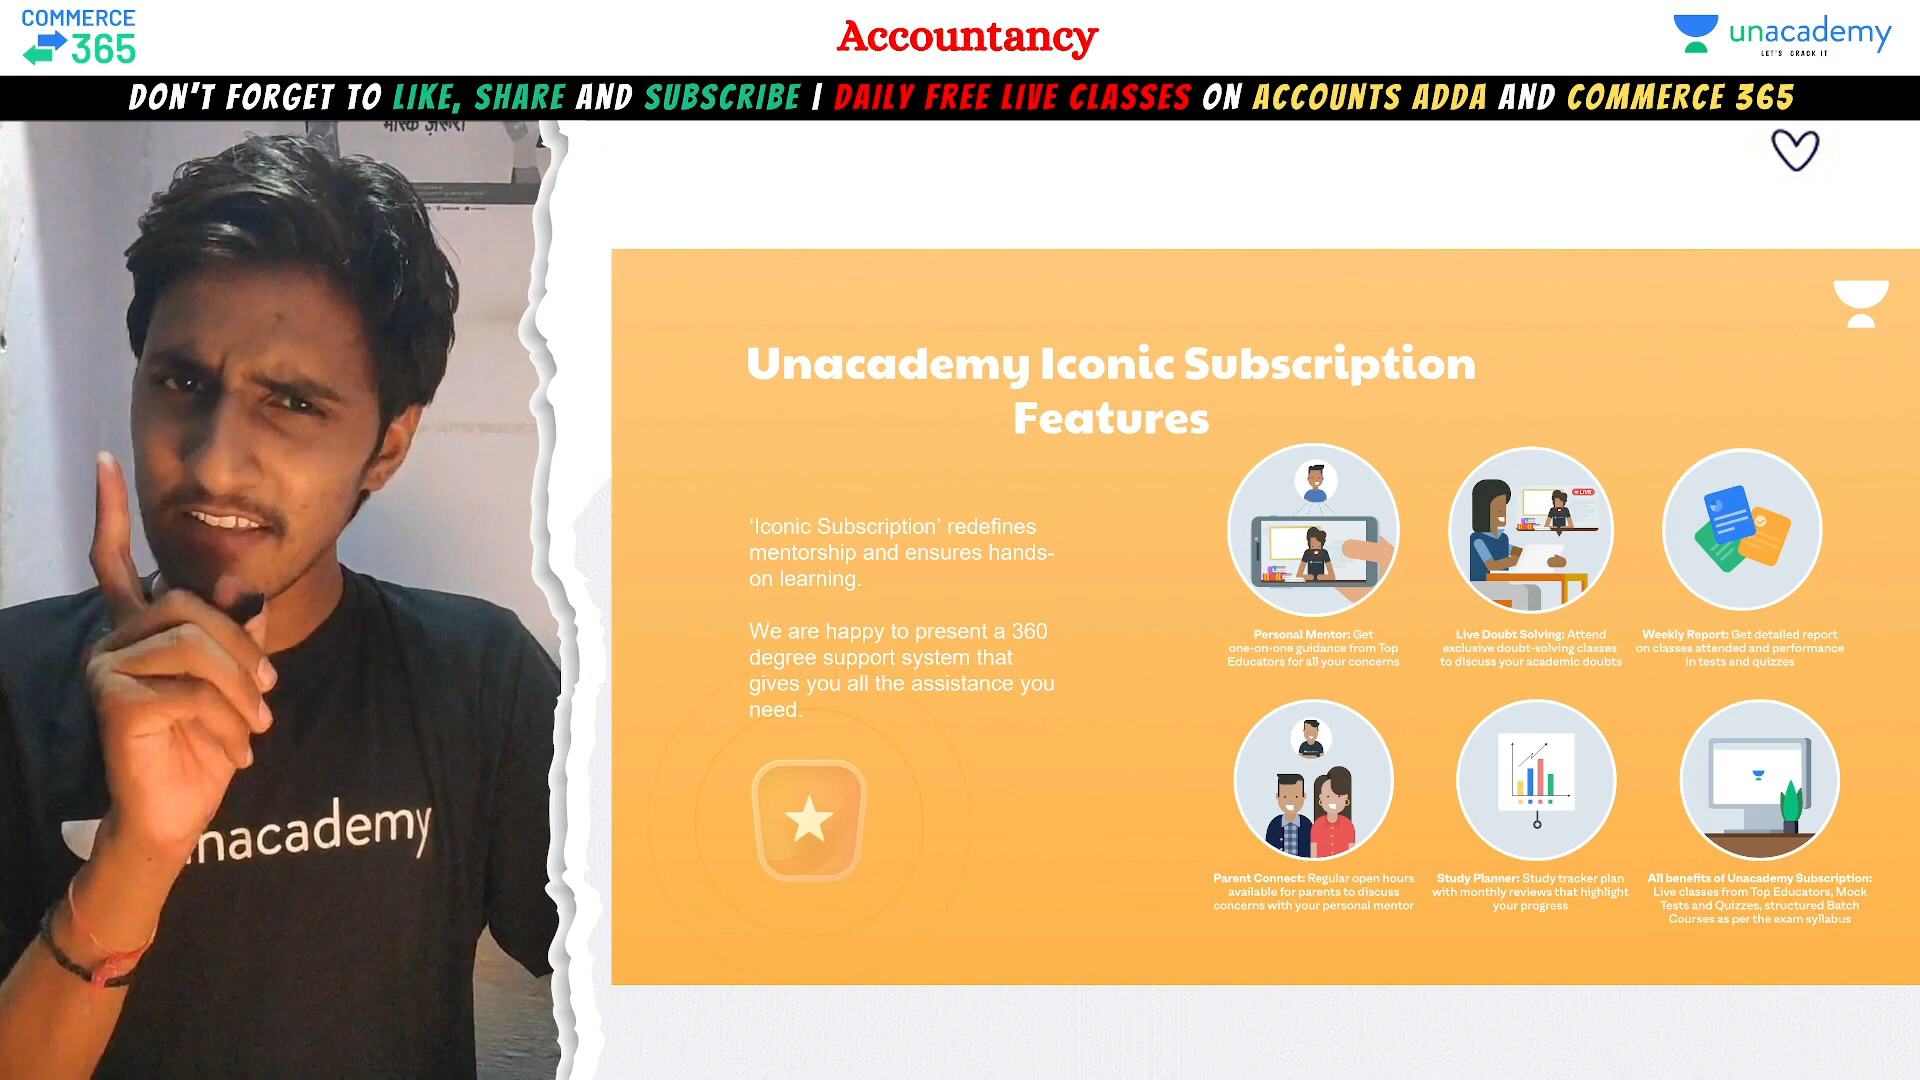 COMMERCE
365
Accountancy
unacademy
LET'S CRACK IT
DON'T FORGET TO LIKE, SHARE AND SUBSCRIBE | DAILY FREE LIVE CLASSES ON ACCOUNTS ADDA AND COMMERCE 365
मास्क ज़रूरी
Unacademy Iconic Subscription
Features
‘Iconic Subscription’ redefines
mentorship and ensures hands-
on learning.
We are happy to present a 360
degree support system that
gives you all the assistance you
need.
LIVE
Personal Mentor: Get
one-on-one guidance from Top
Educators for all your concerns
Live Doubt Solving: Attend
exclusive doubt-solving classes
to discuss your academic doubts
Weekly Report: Get detailed report
on classes attended and performance
in tests and quizzes
Parent Connect: Regular open hours
available for parents to discuss
concerns with your personal mentor
Study Planner: Study tracker plan
with monthly reviews that highlight
your progress
All benefits of Unacademy Subscription:
Live classes from Top Educators, Mock
Tests and Quizzes, structured Batch
Courses as per the exam syllabus
nacademy